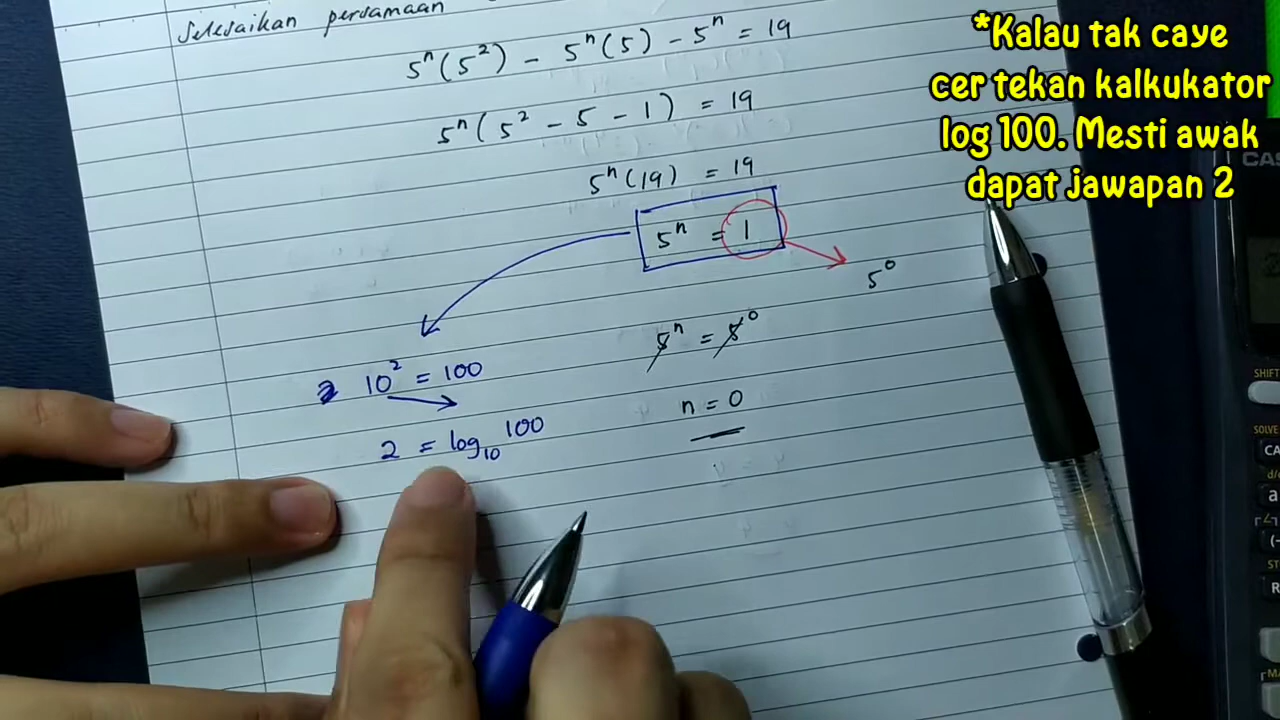 Selesaikan persamaan
5ⁿ(5²) - 5ⁿ(5) - 5ⁿ = 19
5ⁿ(5² - 5 - 1) = 19
5ⁿ(19) = 19
5ⁿ = 1
5⁰
5ⁿ = 5⁰
n = 0
10² = 100
2 = log₁₀ 100
*Kalau tak caye
cer tekan kalkukator
log 100. Mesti awak
dapat jawapan 2
SHIFT
SOLVE